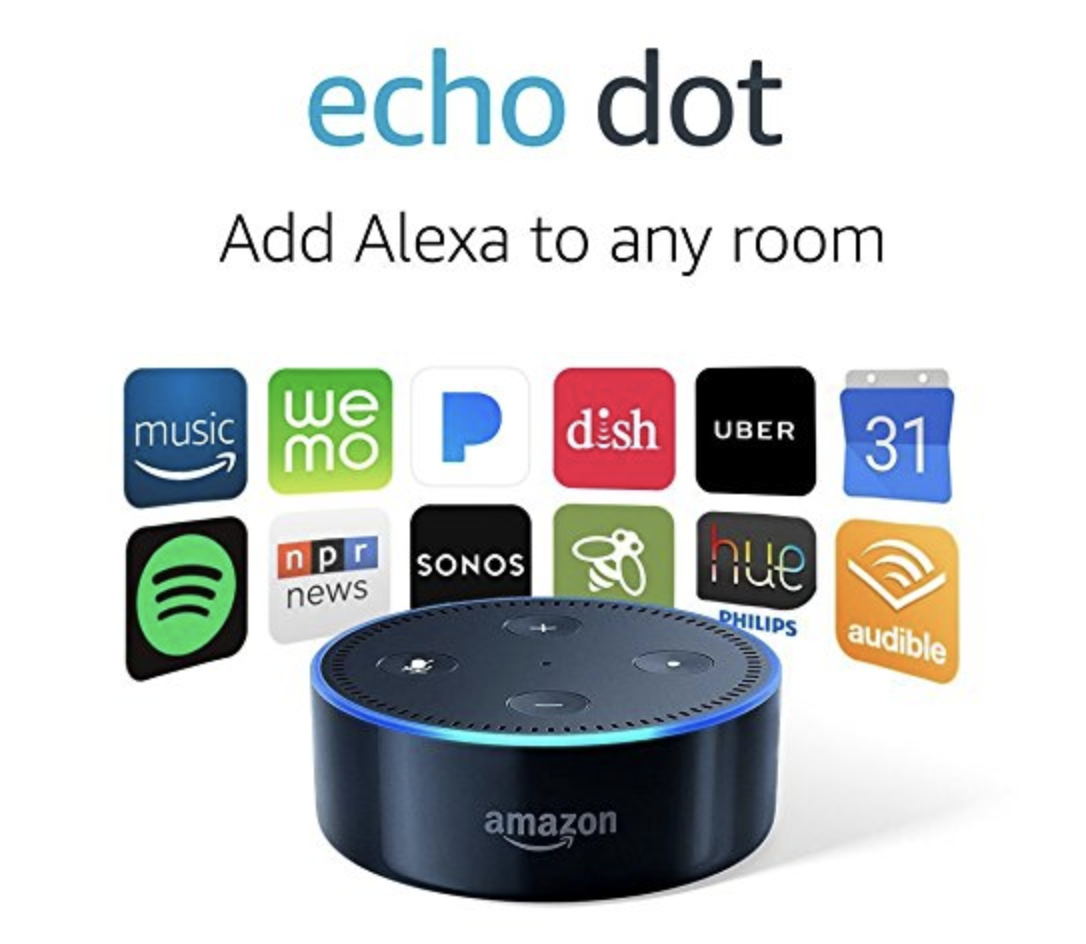 echo dot
Add Alexa to any room
music
we
mo
dish
UBER
31
npr
news
SONOS
hue
PHILIPS
audible
amazon